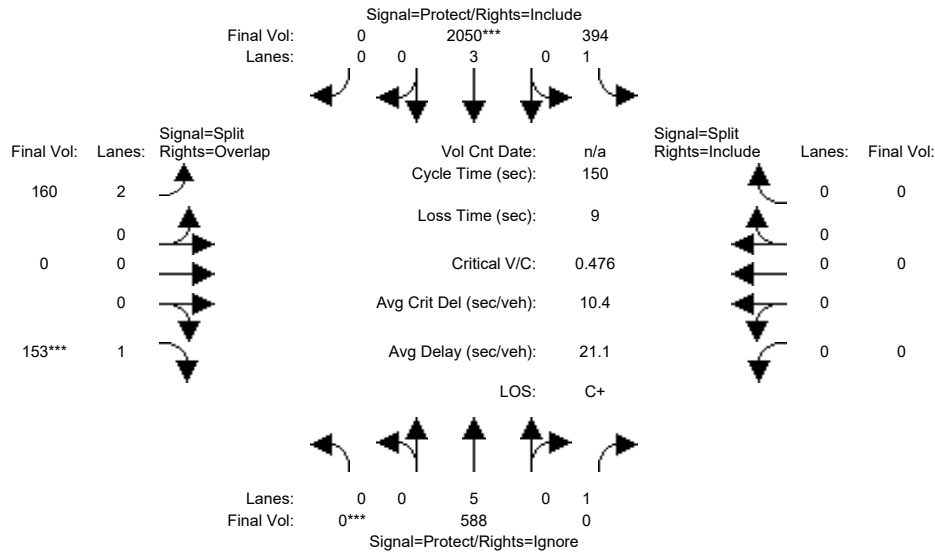 Signal=Protect/Rights=Include
Final Vol: 0 2050*** 394
Lanes: 0 0 3 0 1
Signal=Split
Rights=Overlap
Signal=Split
Rights=Include
Final Vol: Lanes:
Vol Cnt Date: n/a
Lanes: Final Vol:
Cycle Time (sec): 150
160 2
0 0
Loss Time (sec): 9
0
0
0 0
Critical V/C: 0.476
0 0
0
Avg Crit Del (sec/veh): 10.4
0
153*** 1
Avg Delay (sec/veh): 21.1
0 0
LOS: C+
Lanes: 0 0 5 0 1
Final Vol: 0*** 588 0
Signal=Protect/Rights=Ignore